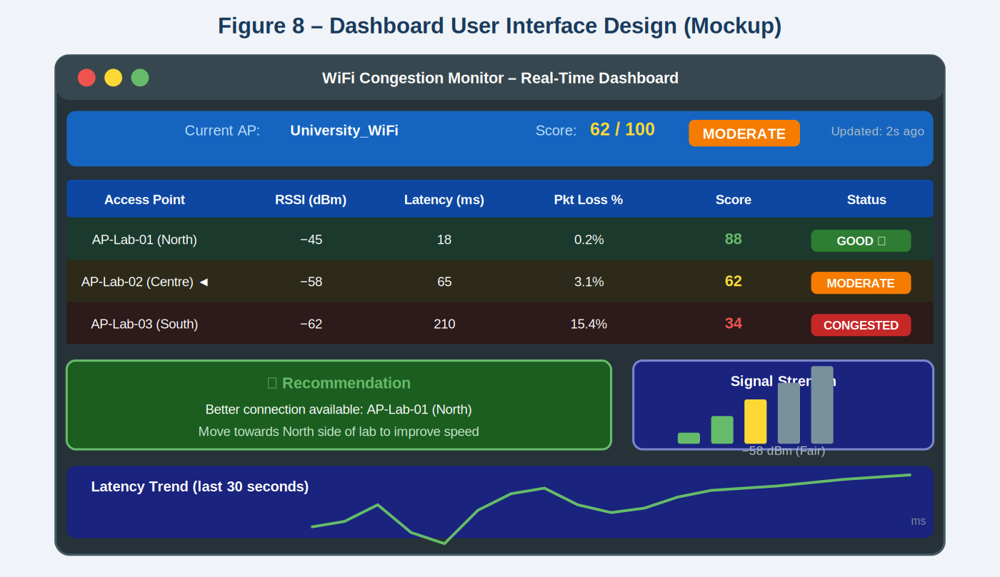 Figure 8 – Dashboard User Interface Design (Mockup)
WiFi Congestion Monitor – Real-Time Dashboard
Current AP: University_WiFi Score: 62 / 100 MODERATE Updated: 2s ago
Access Point RSSI (dBm) Latency (ms) Pkt Loss % Score Status
AP-Lab-01 (North) −45 18 0.2% 88 GOOD
AP-Lab-02 (Centre) ◄ −58 65 3.1% 62 MODERATE
AP-Lab-03 (South) −62 210 15.4% 34 CONGESTED
Recommendation
Better connection available: AP-Lab-01 (North)
Move towards North side of lab to improve speed
Signal Strength
−58 dBm (Fair)
Latency Trend (last 30 seconds)
ms